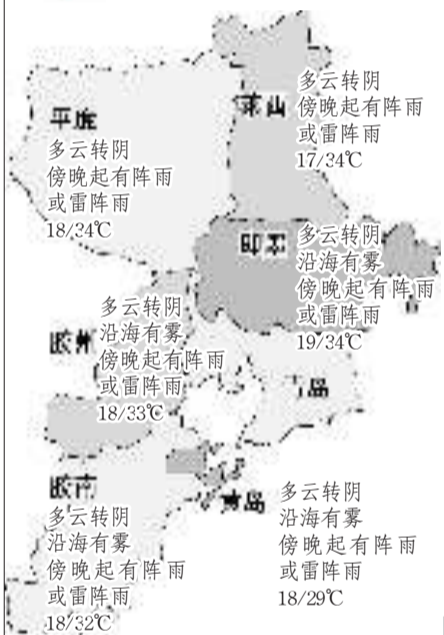 平度
多云转阴
傍晚起有阵雨
或雷阵雨
18/34℃
多云转阴
傍晚起有阵雨
或雷阵雨
17/34℃
即墨
多云转阴
沿海有雾
傍晚起有阵雨
或雷阵雨
19/34℃
胶州
多云转阴
沿海有雾
傍晚起有阵雨
或雷阵雨
18/33℃
青岛
胶南
多云转阴
沿海有雾
傍晚起有阵雨
或雷阵雨
18/32℃
黄岛
多云转阴
沿海有雾
傍晚起有阵雨
或雷阵雨
18/29℃